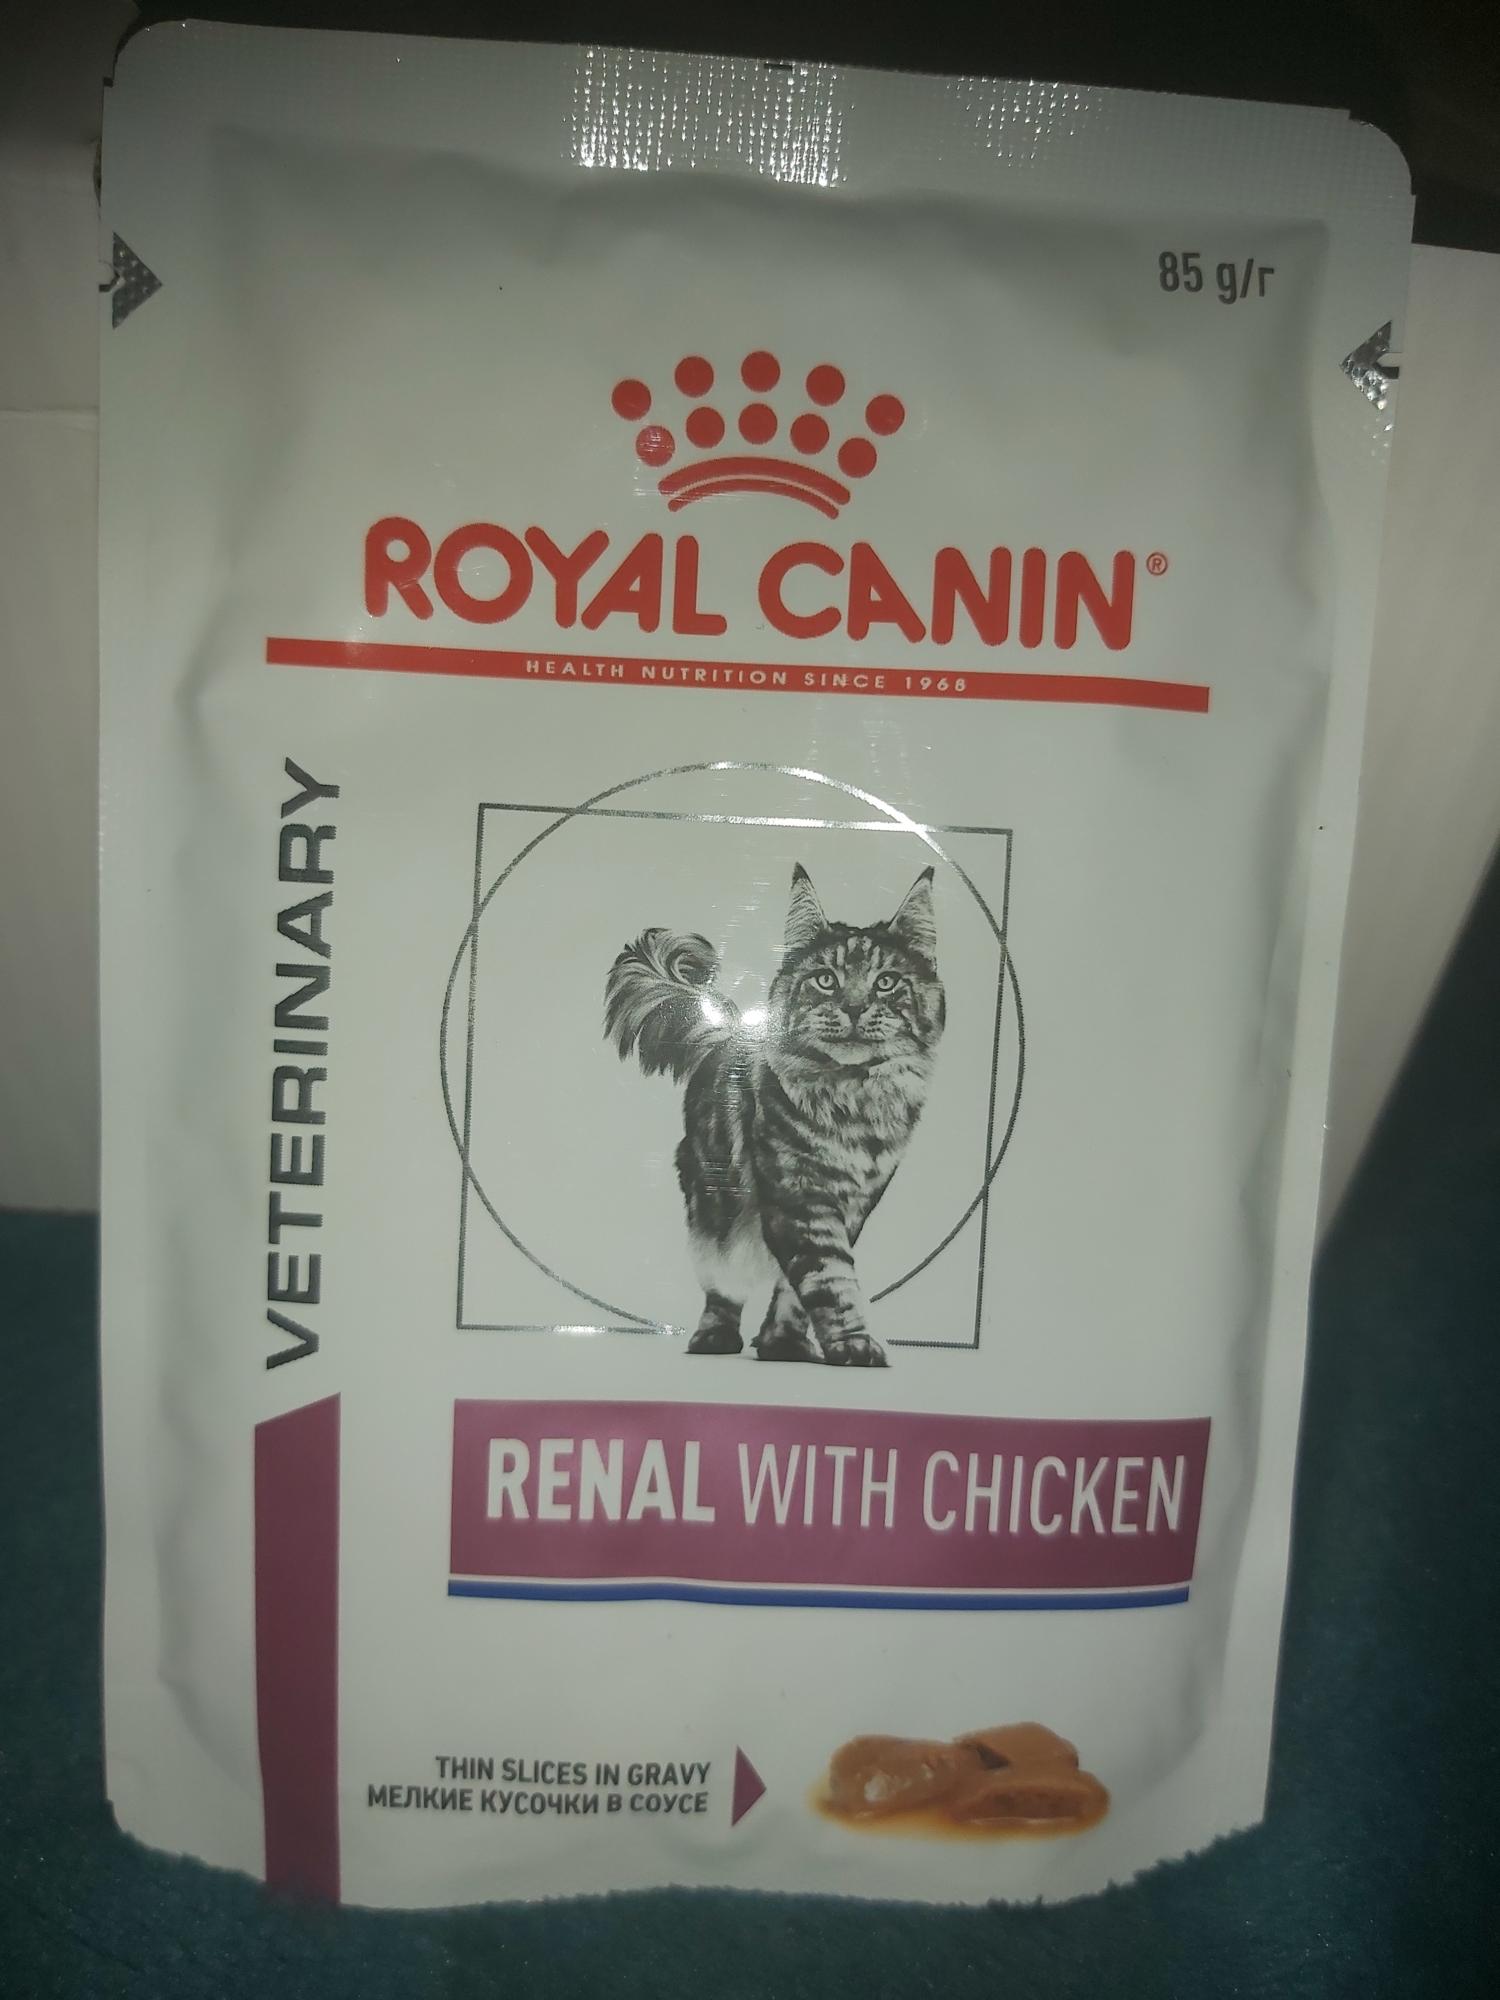 85 g/г
ROYAL CANIN®
HEALTH NUTRITION SINCE 1968
VETERINARY
RENAL WITH CHICKEN
THIN SLICES IN GRAVY
МЕЛКИЕ КУСОЧКИ В СОУСЕ